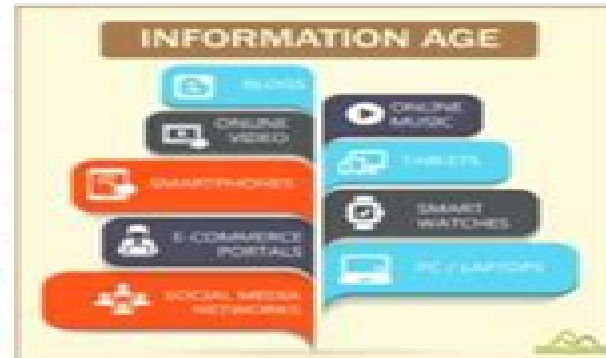 INFORMATION AGE
BLOGS
ONLINE
VIDEO
SMARTPHONES
E-COMMERCE
PORTALS
SOCIAL MEDIA
NETWORKS
ONLINE
MUSIC
TABLETS
SMART
WATCHES
PC / LAPTOPS